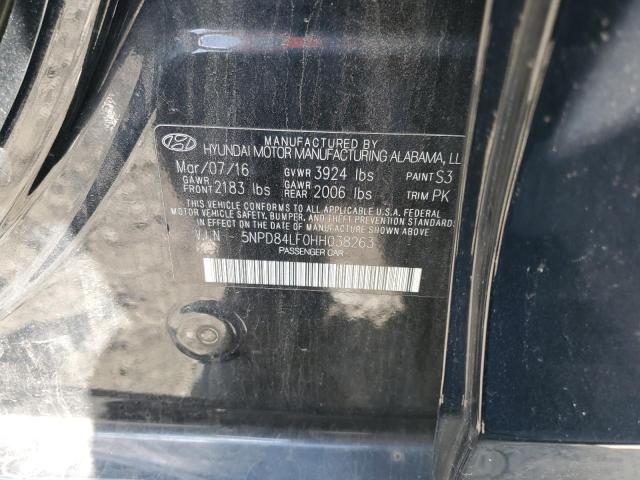 MANUFACTURED BY
HYUNDAI MOTOR MANUFACTURING ALABAMA, LL
Mar/07/16 GVWR 3924 lbs PAINT S3
GAWR FRONT 2183 lbs GAWR REAR 2006 lbs TRIM PK
THIS VEHICLE CONFORMS TO ALL APPLICABLE U.S.A. FEDERAL
MOTOR VEHICLE SAFETY, BUMPER, AND THEFT PREVENTION STANDARDS
IN EFFECT ON THE DATE OF MANUFACTURE SHOWN ABOVE.
V.I.N : 5NPD84LF0HH038263
PASSENGER CAR